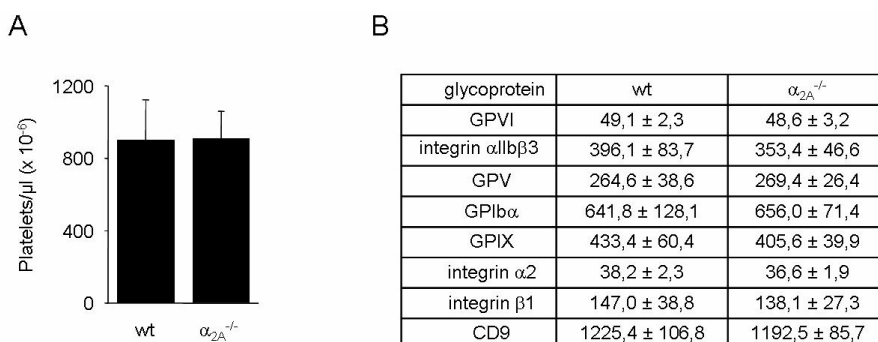 A
Platelets/µl (x 10⁻⁶)
1200
800
400
0
wt
α₂A⁻/⁻
B
glycoprotein wt α₂A⁻/⁻
GPVI 49,1 ± 2,3 48,6 ± 3,2
integrin αIIbβ3 396,1 ± 83,7 353,4 ± 46,6
GPV 264,6 ± 38,6 269,4 ± 26,4
GPIbα 641,8 ± 128,1 656,0 ± 71,4
GPIX 433,4 ± 60,4 405,6 ± 39,9
integrin α2 38,2 ± 2,3 36,6 ± 1,9
integrin β1 147,0 ± 38,8 138,1 ± 27,3
CD9 1225,4 ± 106,8 1192,5 ± 85,7